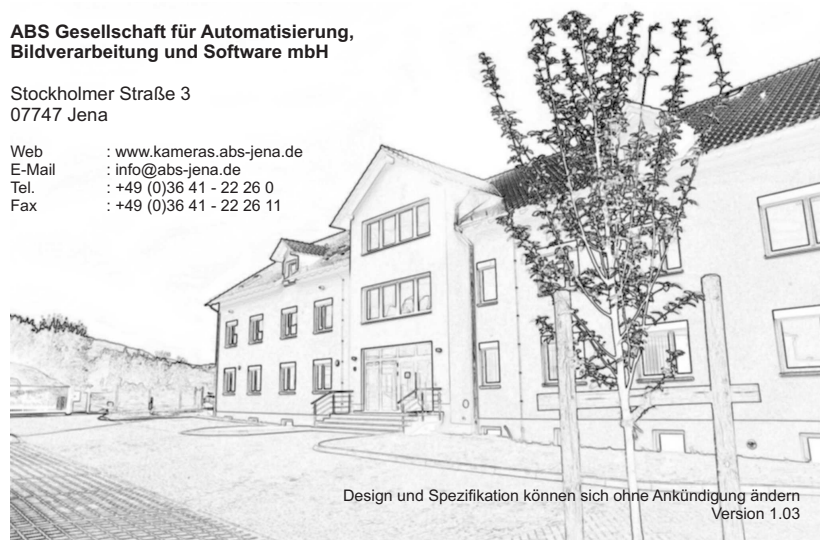 ABS Gesellschaft für Automatisierung,
Bildverarbeitung und Software mbH
Stockholmer Straße 3
07747 Jena
Web : www.kameras.abs-jena.de
E-Mail : info@abs-jena.de
Tel. : +49 (0)36 41 - 22 26 0
Fax : +49 (0)36 41 - 22 26 11
Design und Spezifikation können sich ohne Ankündigung ändern
Version 1.03